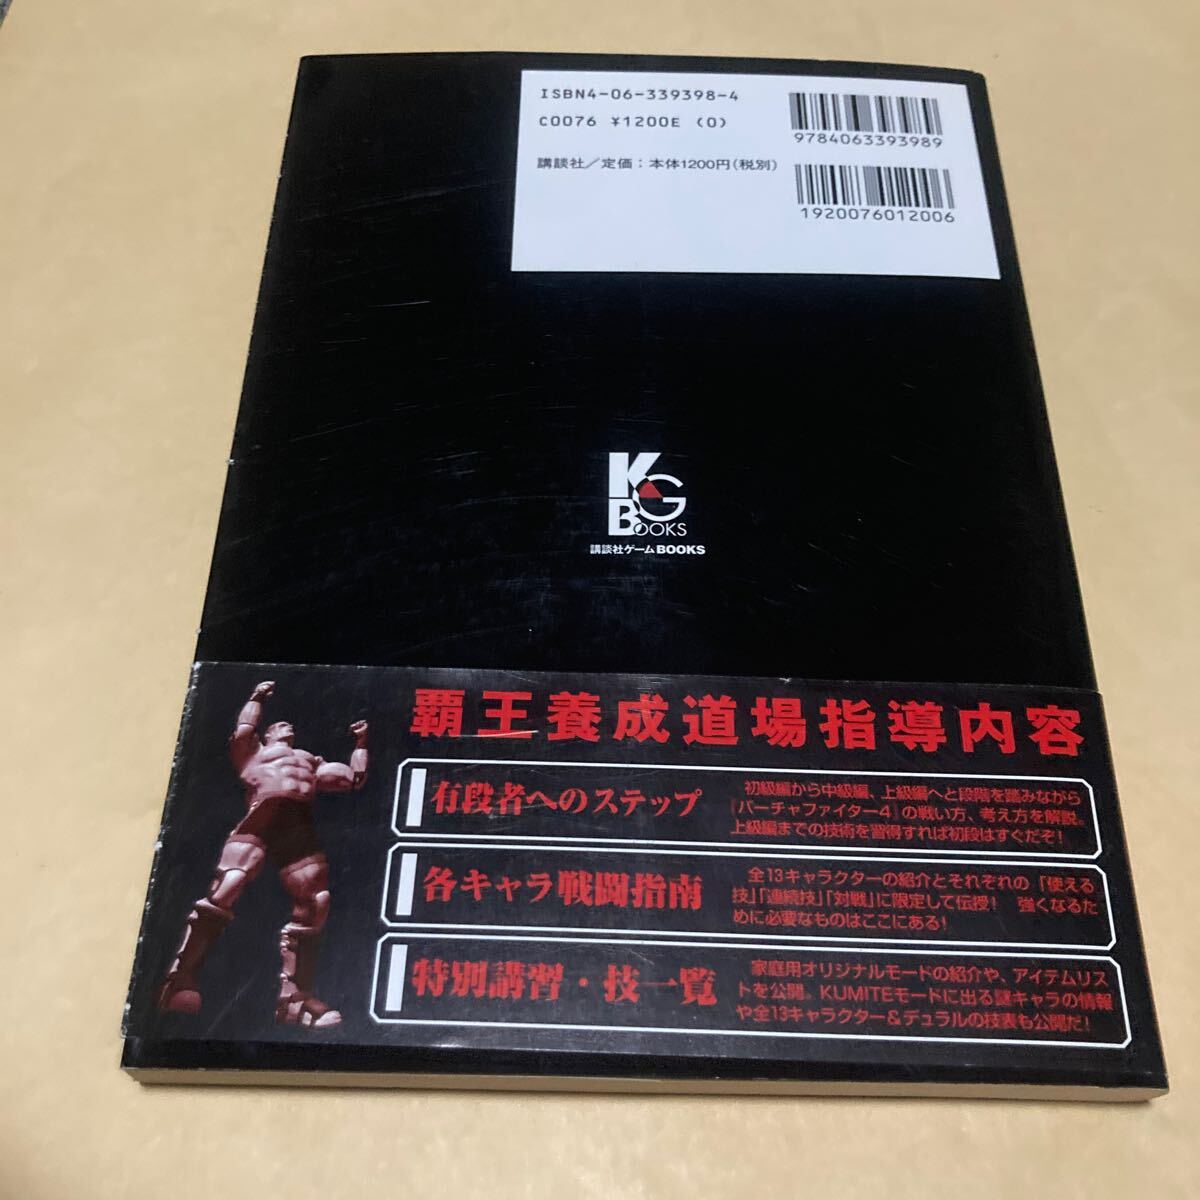 ISBN4-06-339398-4
C0076 ¥1200E (0)
講談社／定価：本体1200円(税別)
9784063393989
1920076012006
KG
BOOKS
講談社ゲームBOOKS
覇王養成道場指導内容
有段者へのステップ
初級編から中級編、上級編へと段階を踏みながら
「バーチャファイター4」の戦い方、考え方を解説。
上級編までの技術を習得すれば初段はすぐだぞ！
各キャラ戦闘指南
全13キャラクターの紹介とそれぞれの「使える
技」「連続技」「対戦」に限定して伝授！　強くなるた
めに必要なものはここにある！
特別講習・技一覧
家庭用オリジナルモードの紹介や、アイテムリス
トを公開。KUMITEモードに出る謎キャラの情報
や全13キャラクター＆デュラルの技表も公開だ！